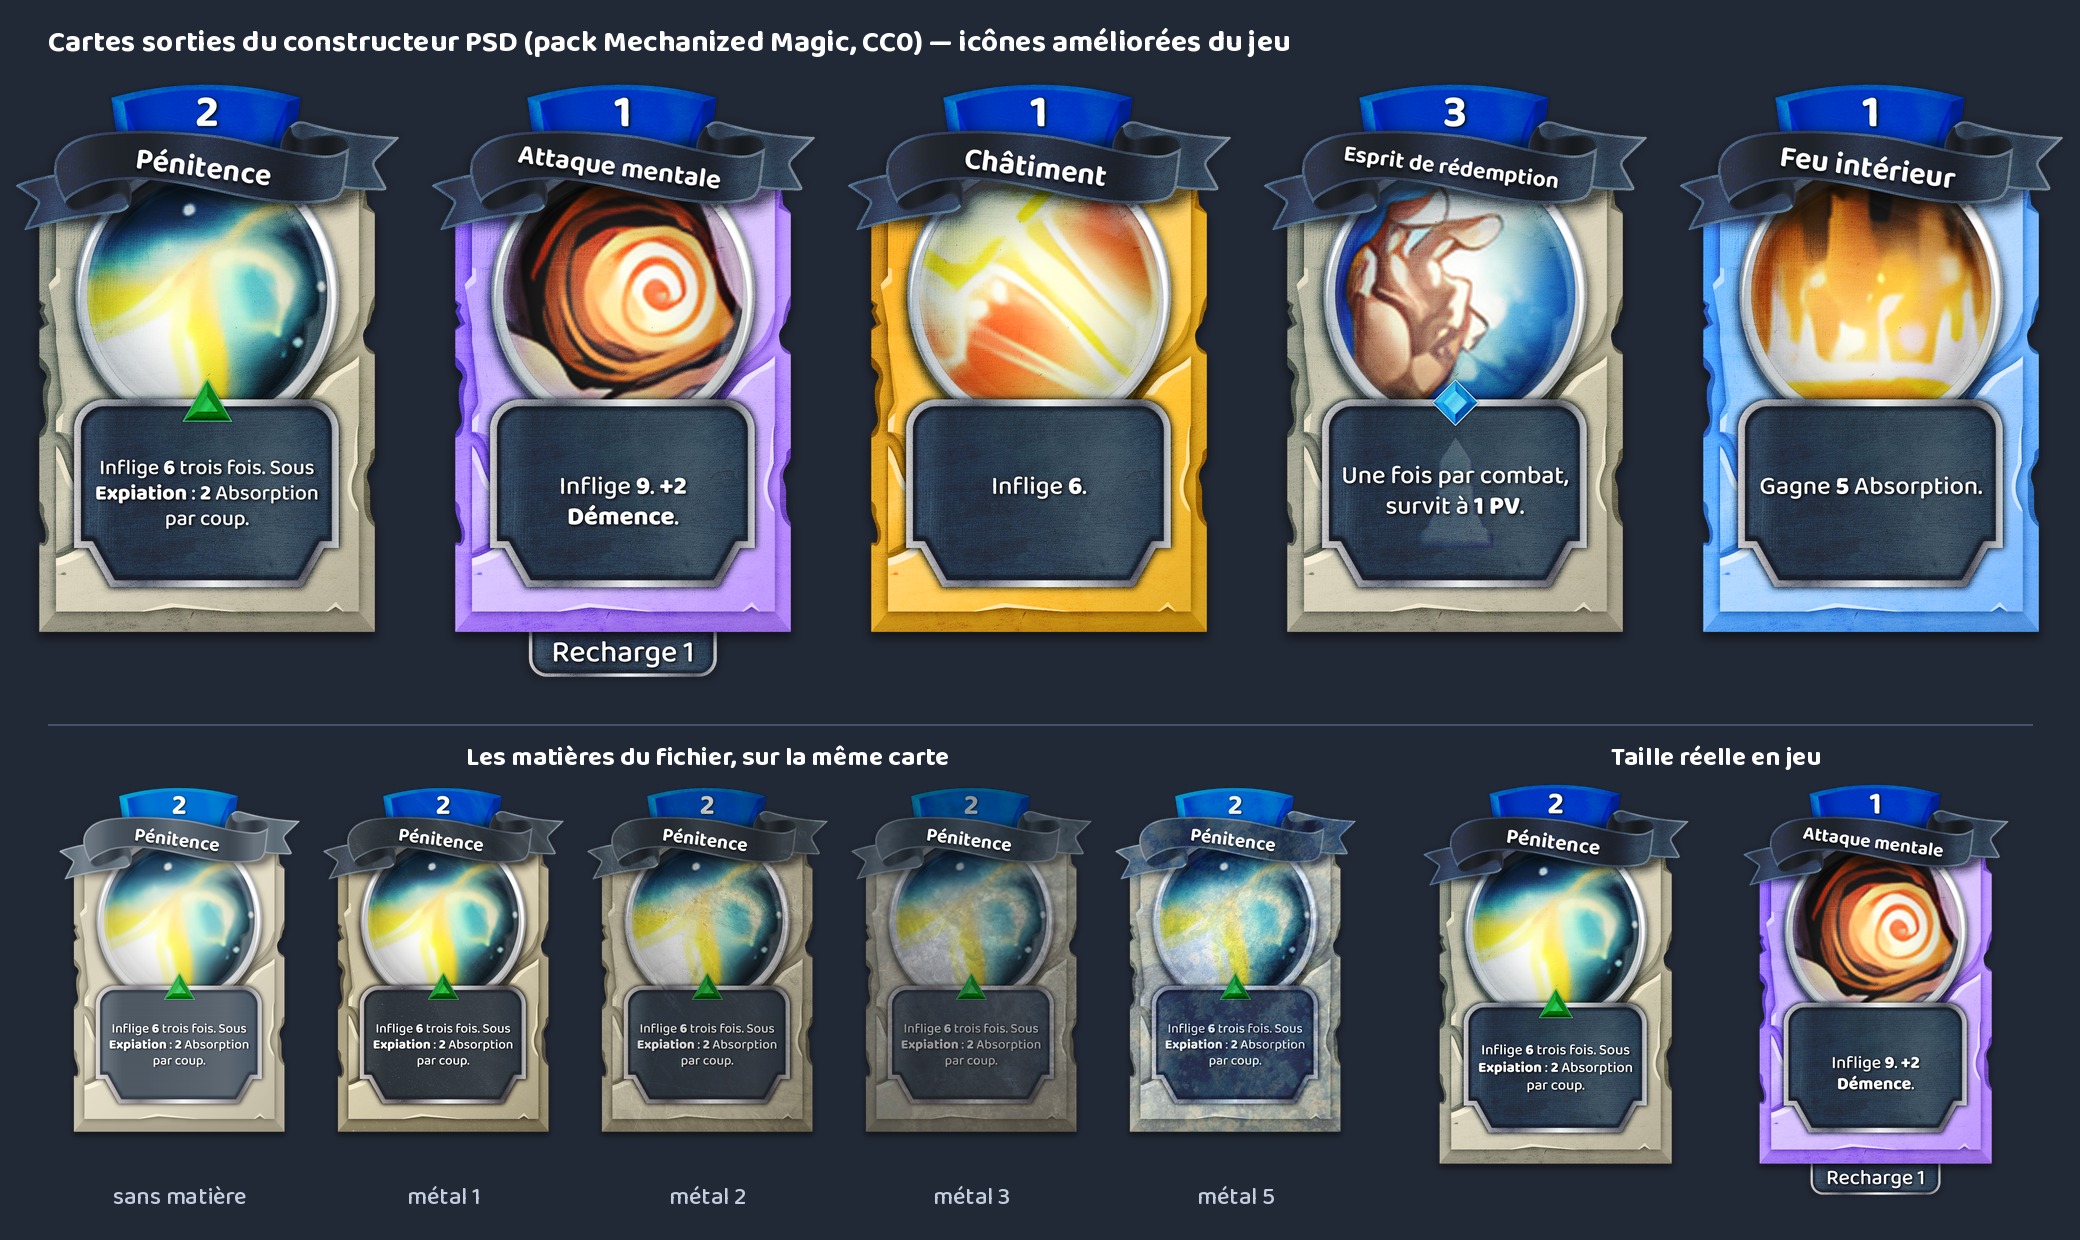 Cartes sorties du constructeur PSD (pack Mechanized Magic, CC0) — icônes améliorées du jeu
2
Pénitence
Inflige 6 trois fois. Sous
Expiation : 2 Absorption
par coup.
1
Attaque mentale
Inflige 9. +2
Démence.
Recharge 1
1
Châtiment
Inflige 6.
3
Esprit de rédemption
Une fois par combat,
survit à 1 PV.
1
Feu intérieur
Gagne 5 Absorption.
Les matières du fichier, sur la même carte
2
Pénitence
Inflige 6 trois fois. Sous
Expiation : 2 Absorption
par coup.
sans matière
2
Pénitence
Inflige 6 trois fois. Sous
Expiation : 2 Absorption
par coup.
métal 1
2
Pénitence
Inflige 6 trois fois. Sous
Expiation : 2 Absorption
par coup.
métal 2
2
Pénitence
Inflige 6 trois fois. Sous
Expiation : 2 Absorption
par coup.
métal 3
2
Pénitence
Inflige 6 trois fois. Sous
Expiation : 2 Absorption
par coup.
métal 5
Taille réelle en jeu
2
Pénitence
Inflige 6 trois fois. Sous
Expiation : 2 Absorption
par coup.
1
Attaque mentale
Inflige 9. +2
Démence.
Recharge 1